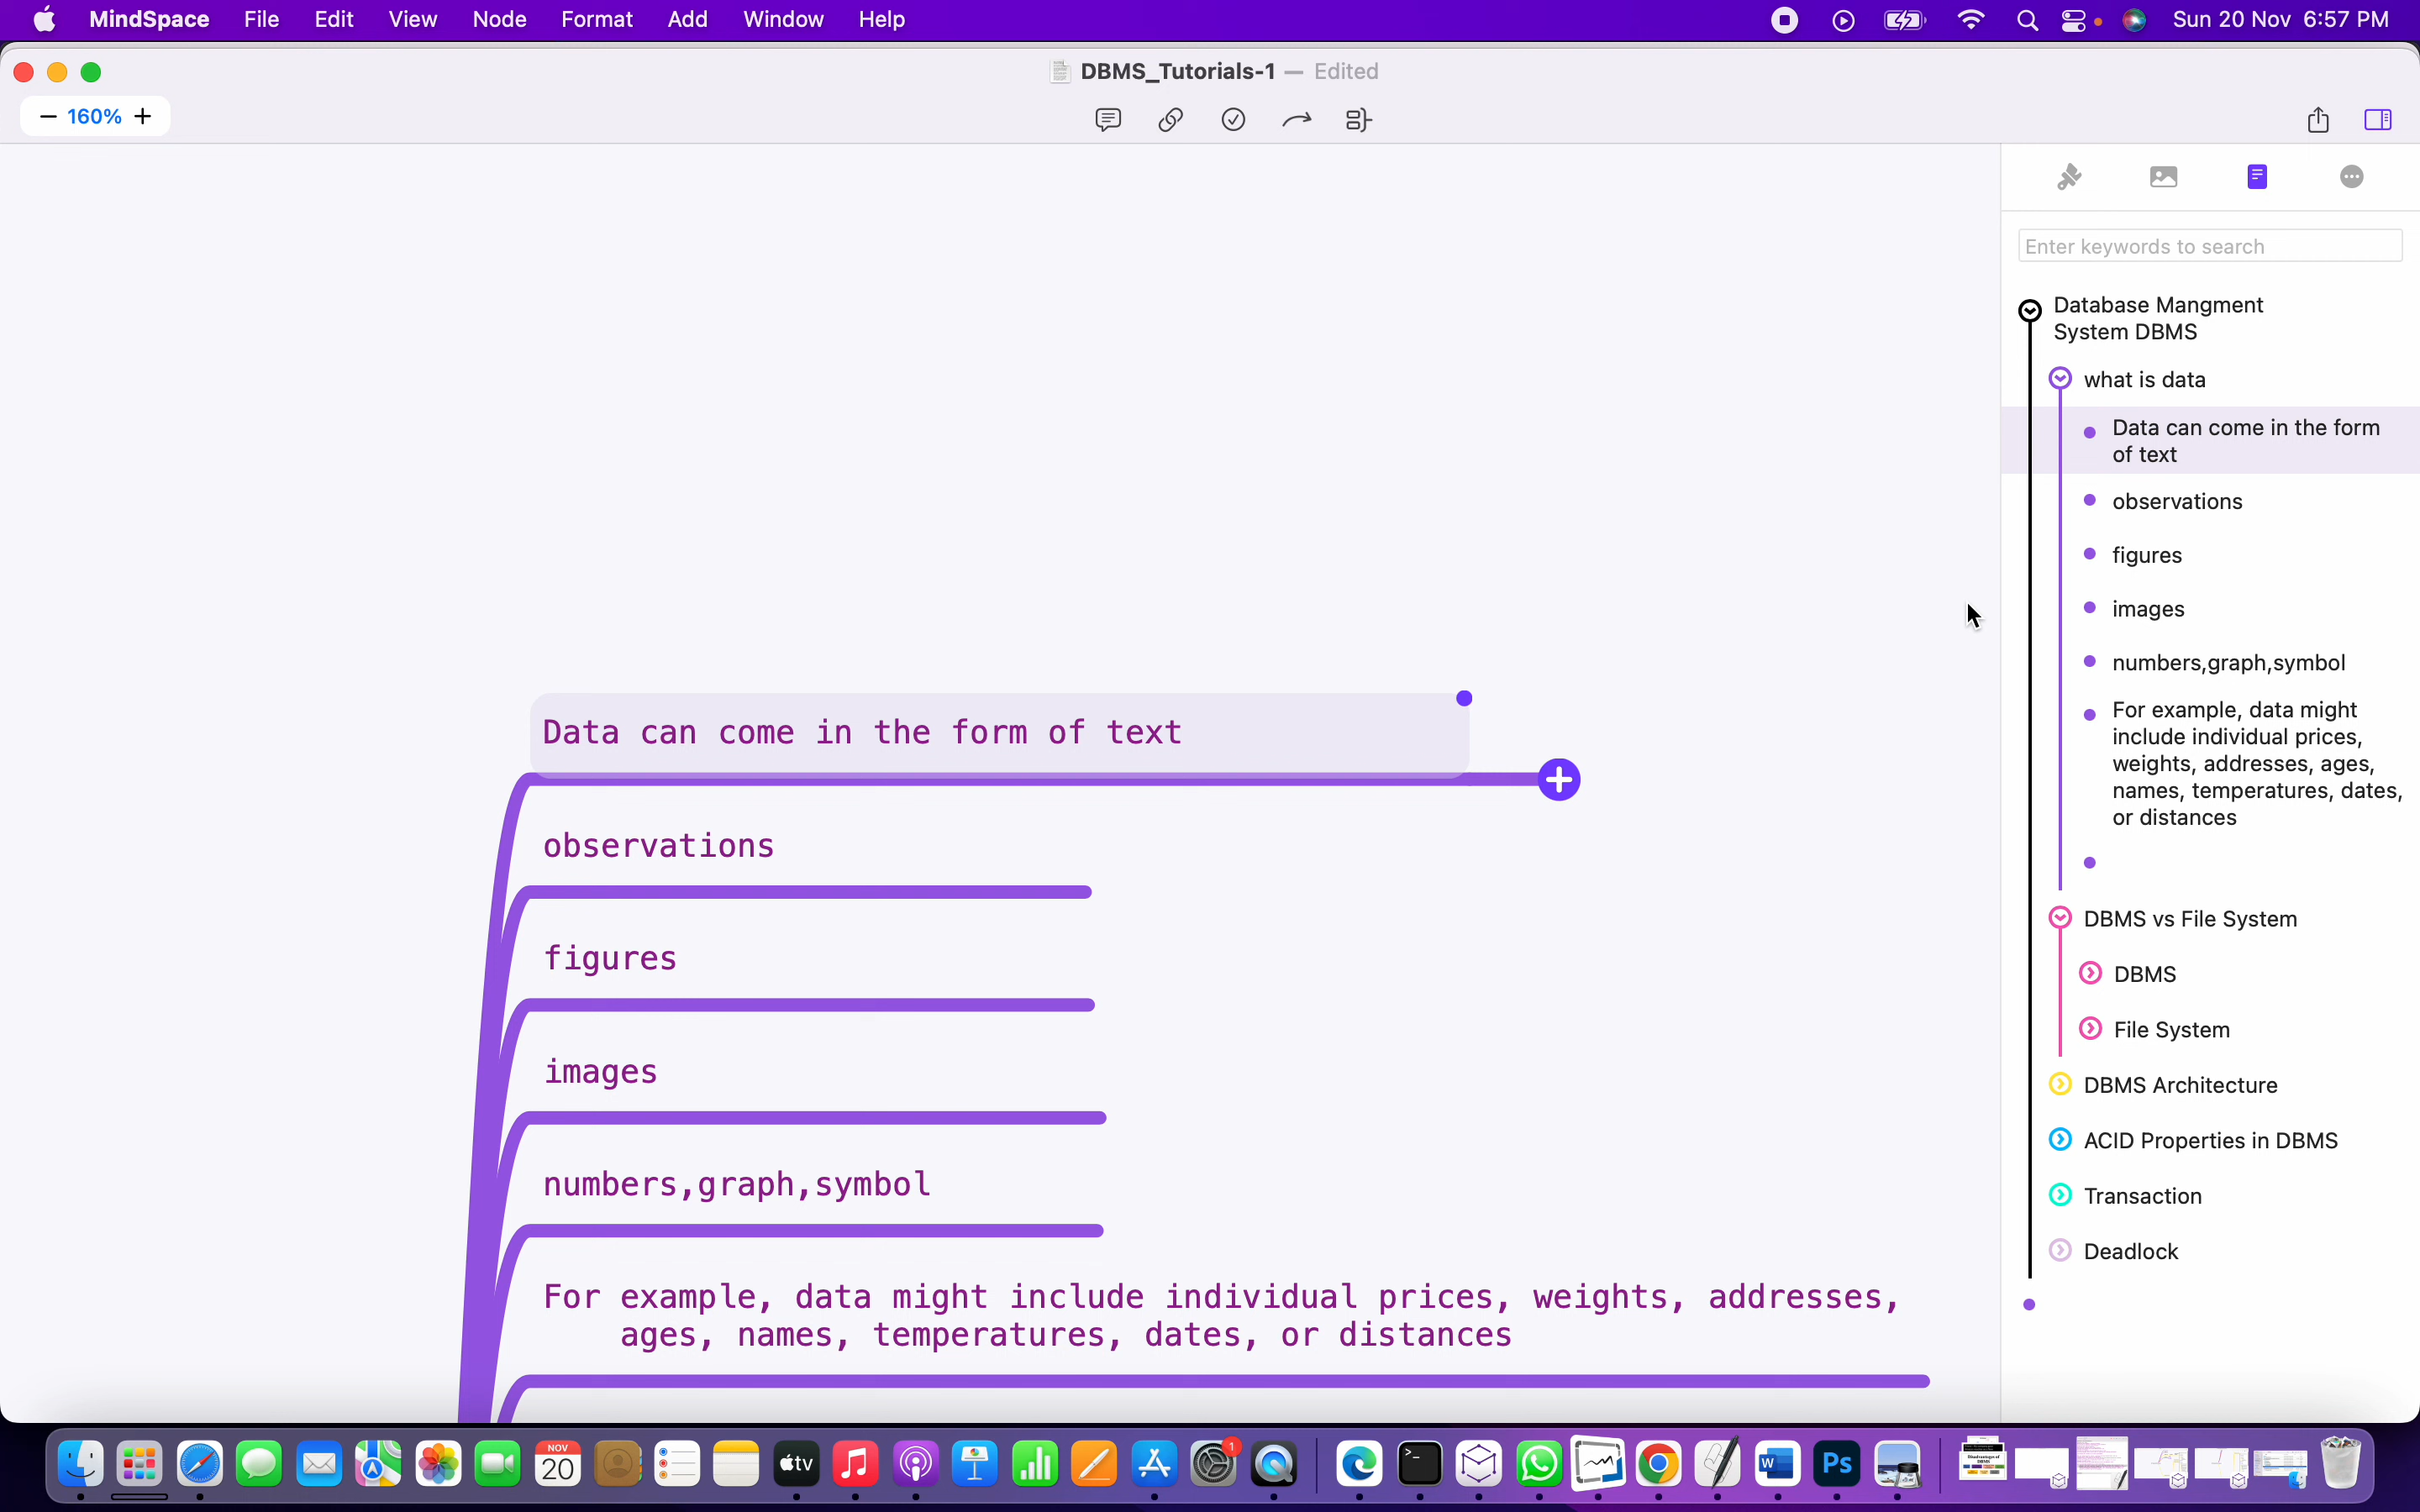 MindSpace File Edit View Node Format Add Window Help Sun 20 Nov 6:57 PM
DBMS_Tutorials-1 — Edited
— 160% +
Enter keywords to search
Database Mangment
System DBMS
what is data
Data can come in the form
of text
observations
figures
images
numbers,graph,symbol
For example, data might
include individual prices,
weights, addresses, ages,
names, temperatures, dates,
or distances
DBMS vs File System
DBMS
File System
DBMS Architecture
ACID Properties in DBMS
Transaction
Deadlock
Data can come in the form of text
observations
figures
images
numbers,graph,symbol
For example, data might include individual prices, weights, addresses,
ages, names, temperatures, dates, or distances
NOV
20
tv
1
W
Ps